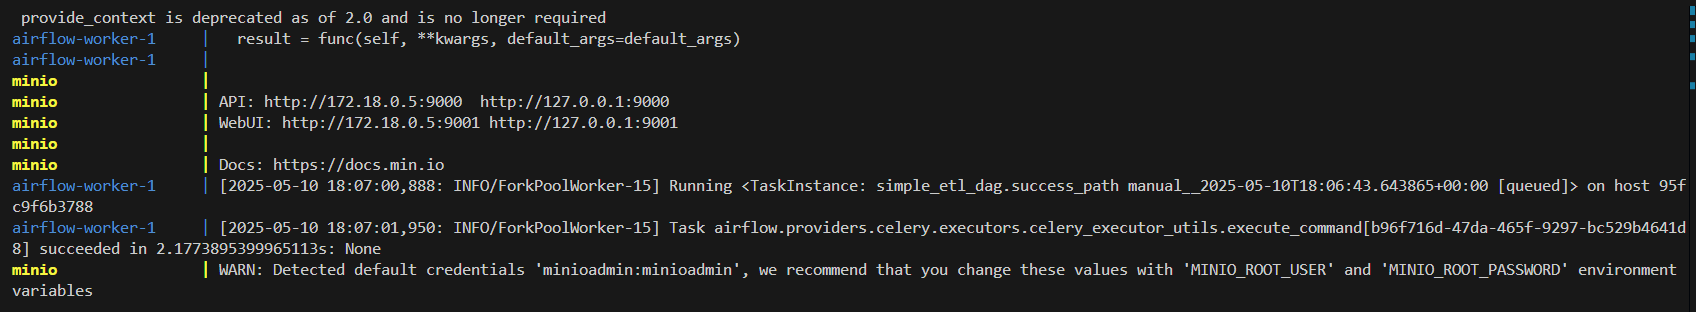 provide_context is deprecated as of 2.0 and is no longer required
airflow-worker-1     |   result = func(self, **kwargs, default_args=default_args)
airflow-worker-1     |
minio                |
minio                | API: http://172.18.0.5:9000  http://127.0.0.1:9000
minio                | WebUI: http://172.18.0.5:9001 http://127.0.0.1:9001
minio                |
minio                | Docs: https://docs.min.io
airflow-worker-1     | [2025-05-10 18:07:00,888: INFO/ForkPoolWorker-15] Running <TaskInstance: simple_etl_dag.success_path manual__2025-05-10T18:06:43.643865+00:00 [queued]> on host 95f
c9f6b3788
airflow-worker-1     | [2025-05-10 18:07:01,950: INFO/ForkPoolWorker-15] Task airflow.providers.celery.executors.celery_executor_utils.execute_command[b96f716d-47da-465f-9297-bc529b4641d
8] succeeded in 2.1773895399965113s: None
minio                | WARN: Detected default credentials 'minioadmin:minioadmin', we recommend that you change these values with 'MINIO_ROOT_USER' and 'MINIO_ROOT_PASSWORD' environment
variables